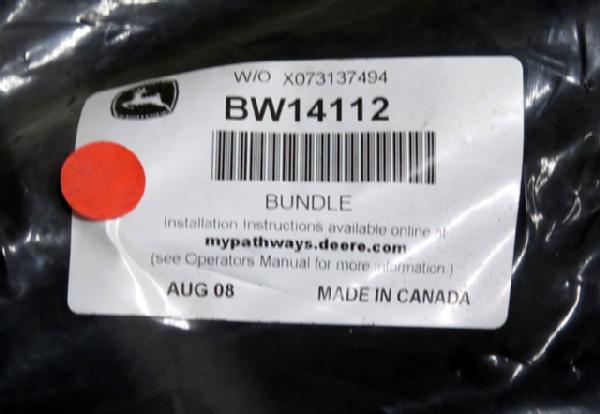 W/O X073137494
BW14112
BUNDLE
Installation Instructions available online at
mypathways.deere.com
(see Operators Manual for more information.)
AUG 08 MADE IN CANADA